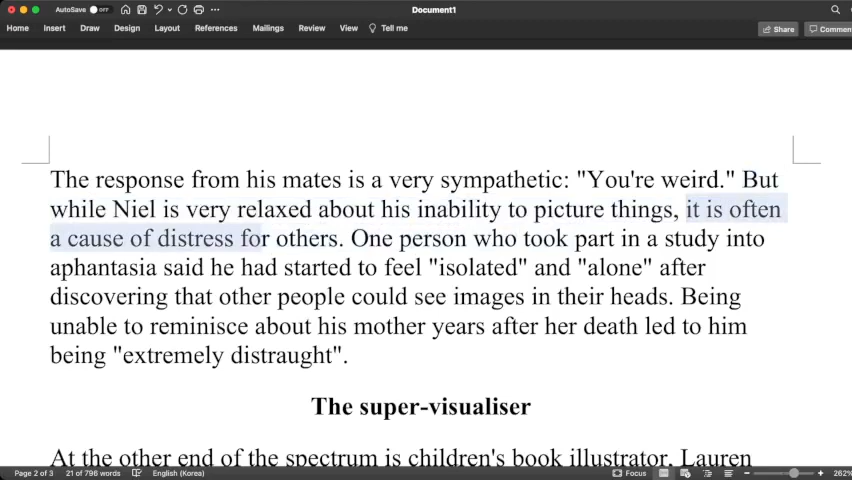 AutoSave OFF
Document1
Home Insert Draw Design Layout References Mailings Review View Tell me
Share
The response from his mates is a very sympathetic: "You're weird." But
while Niel is very relaxed about his inability to picture things, it is often
a cause of distress for others. One person who took part in a study into
aphantasia said he had started to feel "isolated" and "alone" after
discovering that other people could see images in their heads. Being
unable to reminisce about his mother years after her death led to him
being "extremely distraught".
The super-visualiser
At the other end of the spectrum is children's book illustrator, Lauren
Page 2 of 3 21 of 796 words English (Korea) Focus 262%